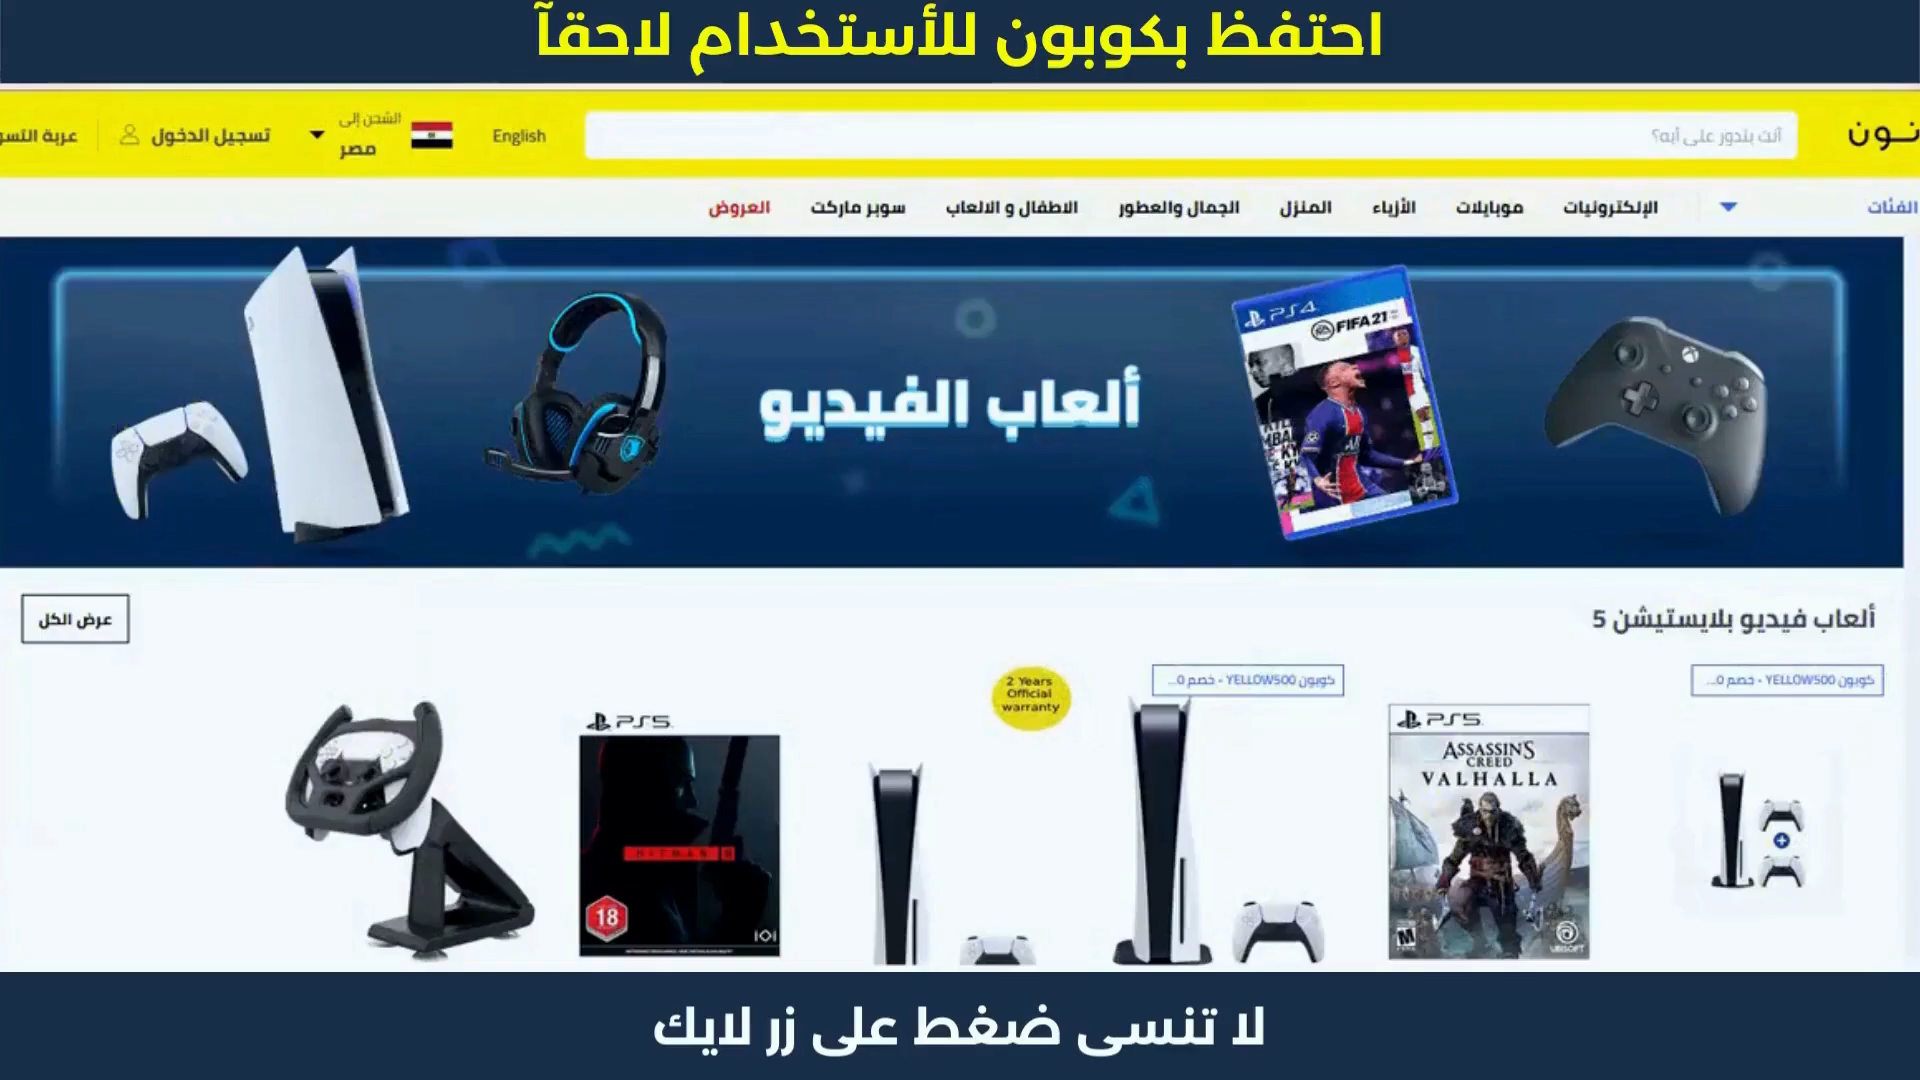 احتفظ بكوبون للأستخدام لاحقاً
نون
أنت بتدور على أيه؟
English
الشحن إلى
مصر
تسجيل الدخول
الفئات
الإلكترونيات
موبايلات
الأزياء
المنزل
الجمال والعطور
الاطفال و الالعاب
سوبر ماركت
العروض
ألعاب الفيديو
PS4
FIFA 21
ألعاب فيديو بلايستيشن 5
عرض الكل
كوبون YELLOW500 - خصم 0...
كوبون YELLOW500 - خصم 0...
2 Years
Official
warranty
PS5
ASSASSIN'S
CREED
VALHALLA
M
UBISOFT
PS5
HITMAN
18
لا تنسى ضغط على زر لايك